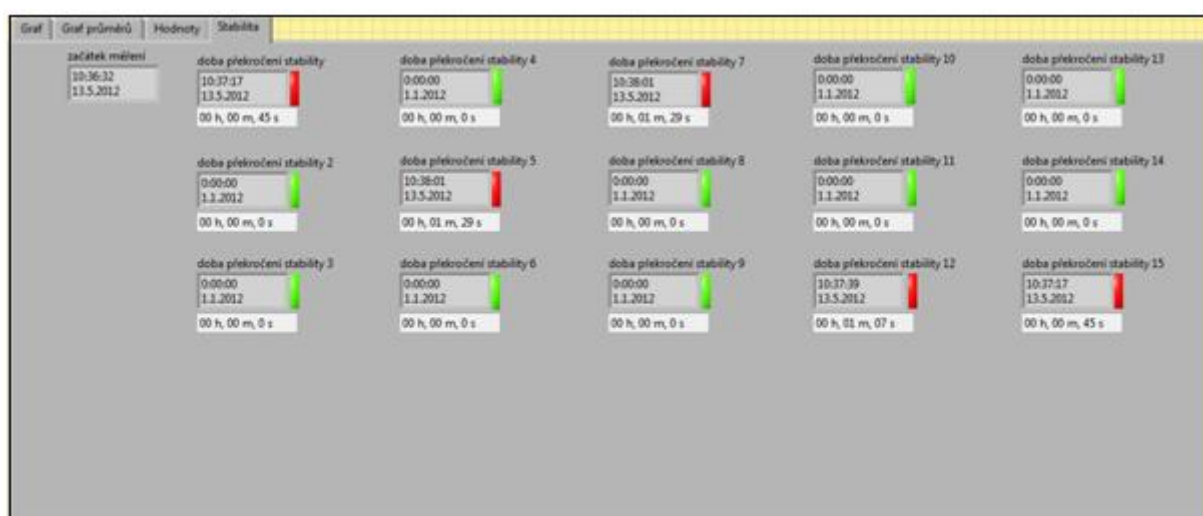 Graf Graf průměrů Hodnoty Stabilita
začátek měření
10:36:32
13.5.2012
doba překročení stability
10:37:17
13.5.2012
00 h, 00 m, 45 s
doba překročení stability 4
0:00:00
1.1.2012
00 h, 00 m, 0 s
doba překročení stability 7
10:38:01
13.5.2012
00 h, 01 m, 29 s
doba překročení stability 10
0:00:00
1.1.2012
00 h, 00 m, 0 s
doba překročení stability 13
0:00:00
1.1.2012
00 h, 00 m, 0 s
doba překročení stability 2
0:00:00
1.1.2012
00 h, 00 m, 0 s
doba překročení stability 5
10:38:01
13.5.2012
00 h, 01 m, 29 s
doba překročení stability 8
0:00:00
1.1.2012
00 h, 00 m, 0 s
doba překročení stability 11
0:00:00
1.1.2012
00 h, 00 m, 0 s
doba překročení stability 14
0:00:00
1.1.2012
00 h, 00 m, 0 s
doba překročení stability 3
0:00:00
1.1.2012
00 h, 00 m, 0 s
doba překročení stability 6
0:00:00
1.1.2012
00 h, 00 m, 0 s
doba překročení stability 9
0:00:00
1.1.2012
00 h, 00 m, 0 s
doba překročení stability 12
10:37:39
13.5.2012
00 h, 01 m, 07 s
doba překročení stability 15
10:37:17
13.5.2012
00 h, 00 m, 45 s